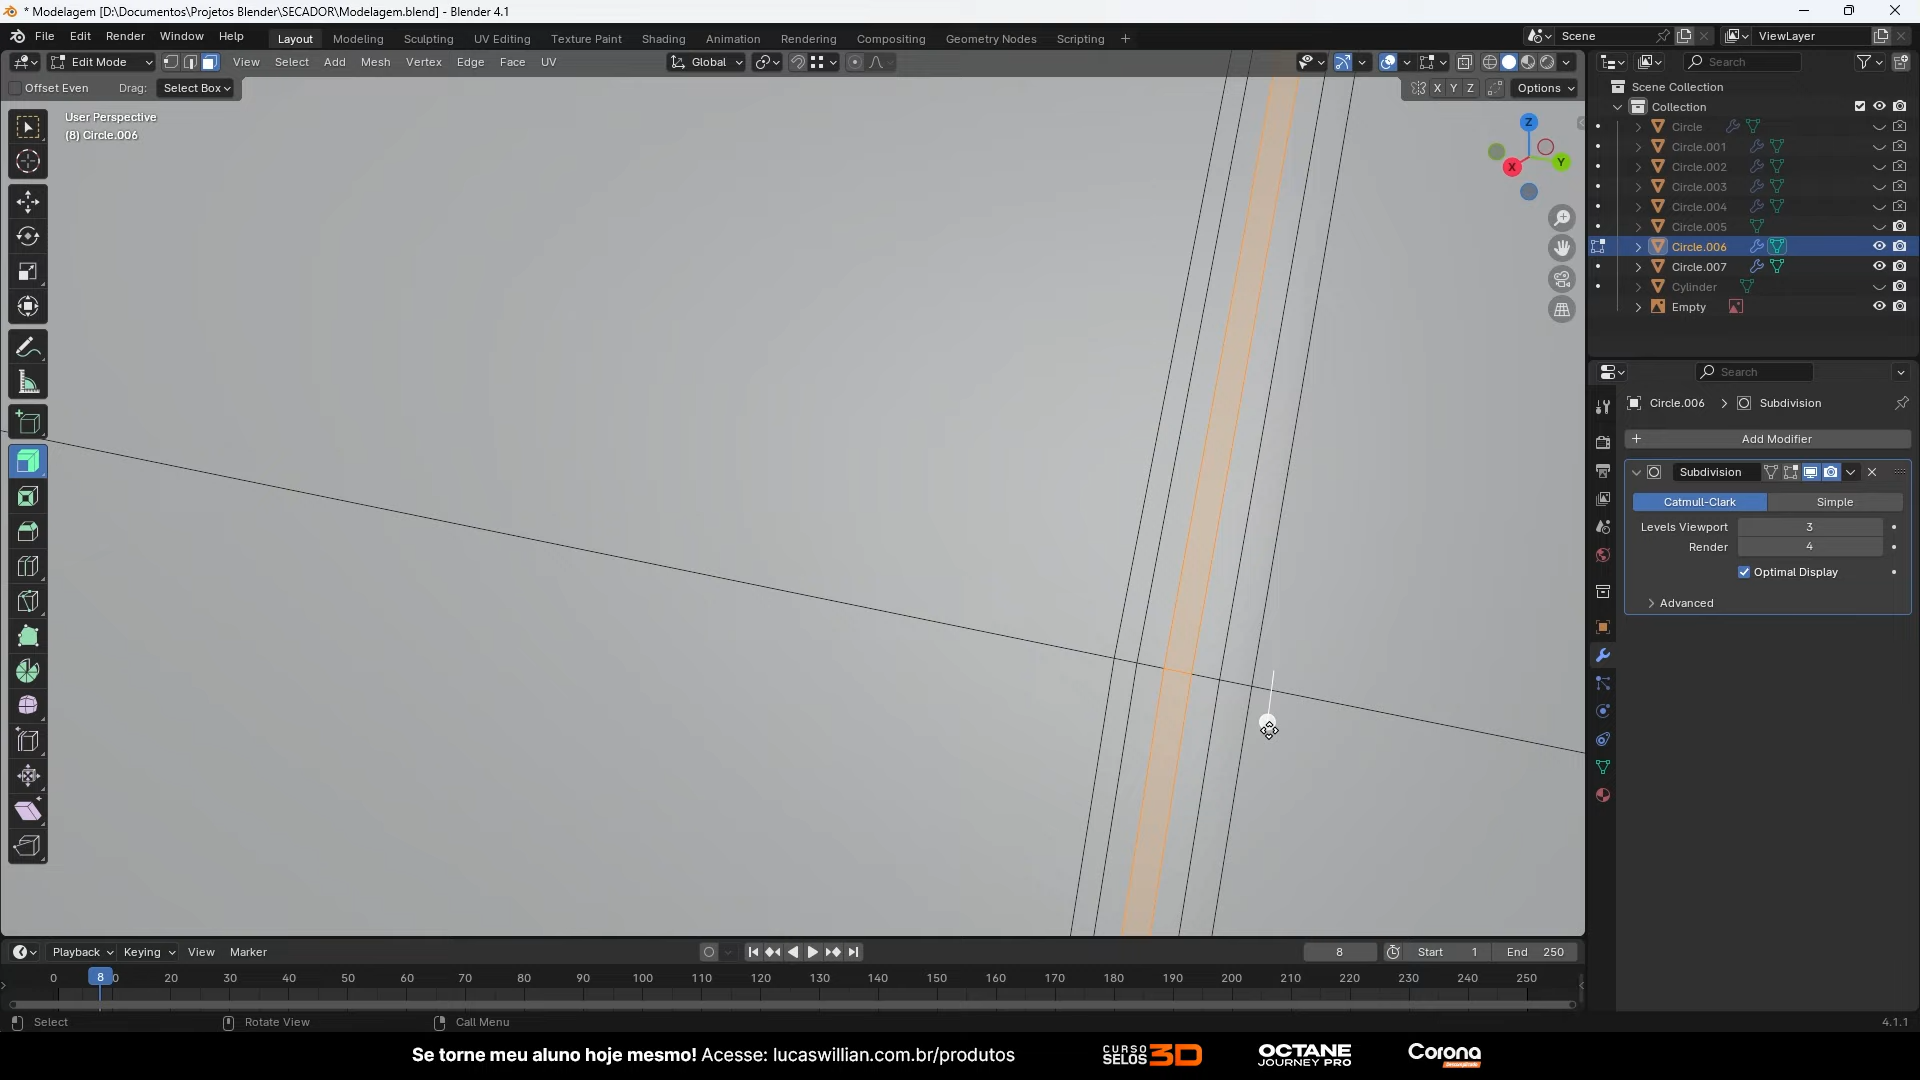 * Modelagem [D:\Documentos\Projetos Blender\SECADOR\Modelagem.blend] - Blender 4.1
File Edit Render Window Help Layout Modeling Sculpting UV Editing Texture Paint Shading Animation Rendering Compositing Geometry Nodes Scripting + Scene ViewLayer
Edit Mode View Select Add Mesh Vertex Edge Face UV Global Search
Offset Even Drag: Select Box X Y Z Options
Scene Collection
Collection
Circle
Circle.001
Circle.002
Circle.003
Circle.004
Circle.005
Circle.006
Circle.007
Cylinder
Empty
User Perspective
(8) Circle.006
Z
Y
X
Search
Circle.006 > Subdivision
+ Add Modifier
Subdivision
Catmull-Clark Simple
Levels Viewport 3
Render 4
Optimal Display
Advanced
Playback Keying View Marker 8 Start 1 End 250
0 8 20 30 40 50 60 70 80 90 100 110 120 130 140 150 160 170 180 190 200 210 220 230 240 250
Select Rotate View Call Menu 4.1.1
Se torne meu aluno hoje mesmo! Acesse: lucaswillian.com.br/produtos
CURSO SELOS 3D
OCTANE
JOURNEY PRO
Corona